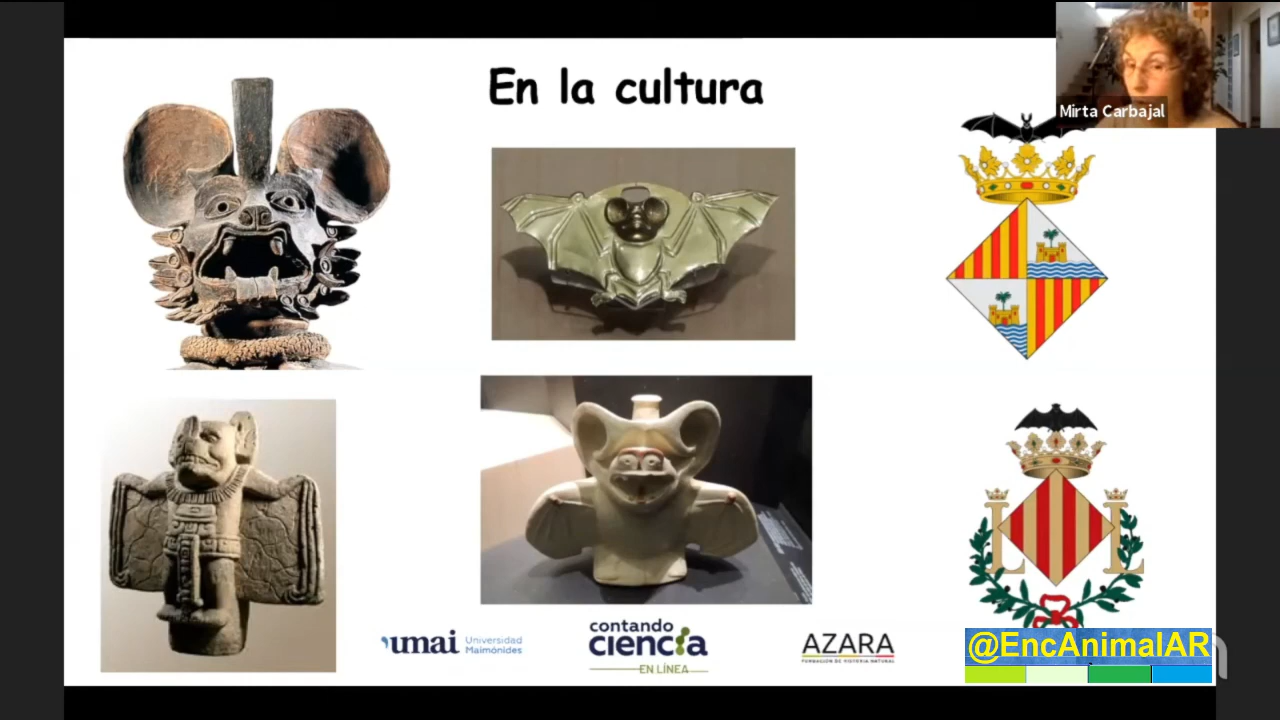 En la cultura
Mirta Carbajal
L L
umai Universidad
Maimónides
contando
ciencia
EN LÍNEA
AZARA
FUNDACIÓN DE HISTORIA NATURAL
@EncAnimalAR